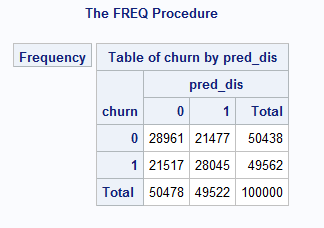 The FREQ Procedure
Frequency
Table of churn by pred_dis
pred_dis
churn 0 1 Total
0 28961 21477 50438
1 21517 28045 49562
Total 50478 49522 100000